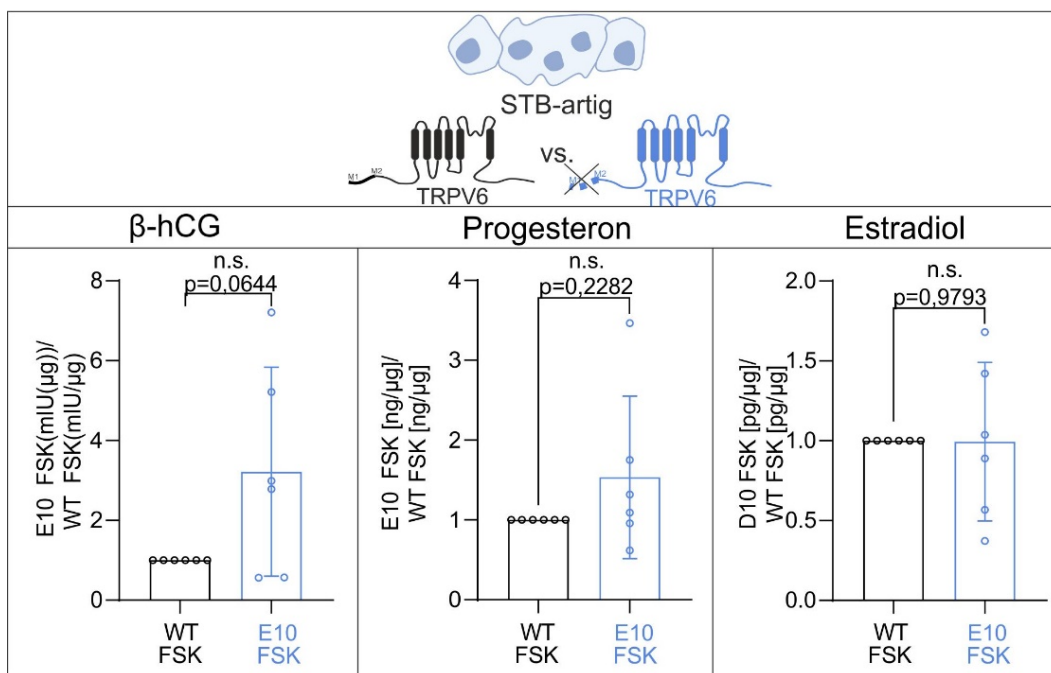 STB-artig
vs.
M1 M2
TRPV6
M1 M2
TRPV6
β-hCG
Progesteron
Estradiol
E10 FSK(mIU(µg))/
WT FSK(mIU/µg)
8
6
4
2
0
n.s.
p=0,0644
WT
FSK
E10
FSK
E10 FSK [ng/µg]/
WT FSK [ng/µg]
4
3
2
1
0
n.s.
p=0,2282
WT
FSK
E10
FSK
D10 FSK [pg/µg]/
WT FSK [pg/µg]
2.0
1.5
1.0
0.5
0.0
n.s.
p=0,9793
WT
FSK
E10
FSK